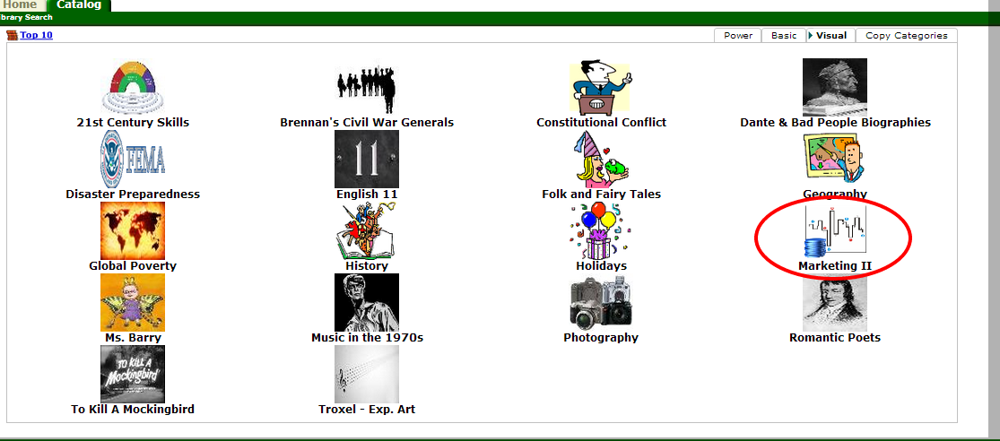 Home Catalog
ibrary Search
Top 10 Power Basic Visual Copy Categories
21st Century Skills Brennan's Civil War Generals Constitutional Conflict Dante & Bad People Biographies
FEMA 11
Disaster Preparedness English 11 Folk and Fairy Tales Geography
Global Poverty History Holidays Marketing II
Ms. Barry Music in the 1970s Photography Romantic Poets
TO KILL A
Mockingbird
To Kill A Mockingbird Troxel - Exp. Art